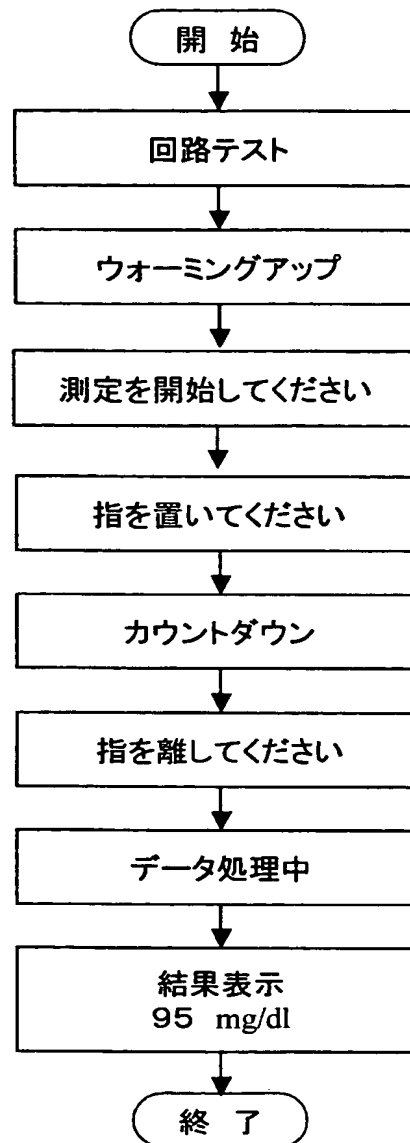 開 始
回路テスト
ウォーミングアップ
測定を開始してください
指を置いてください
カウントダウン
指を離してください
データ処理中
結果表示
95 mg/dl
終 了